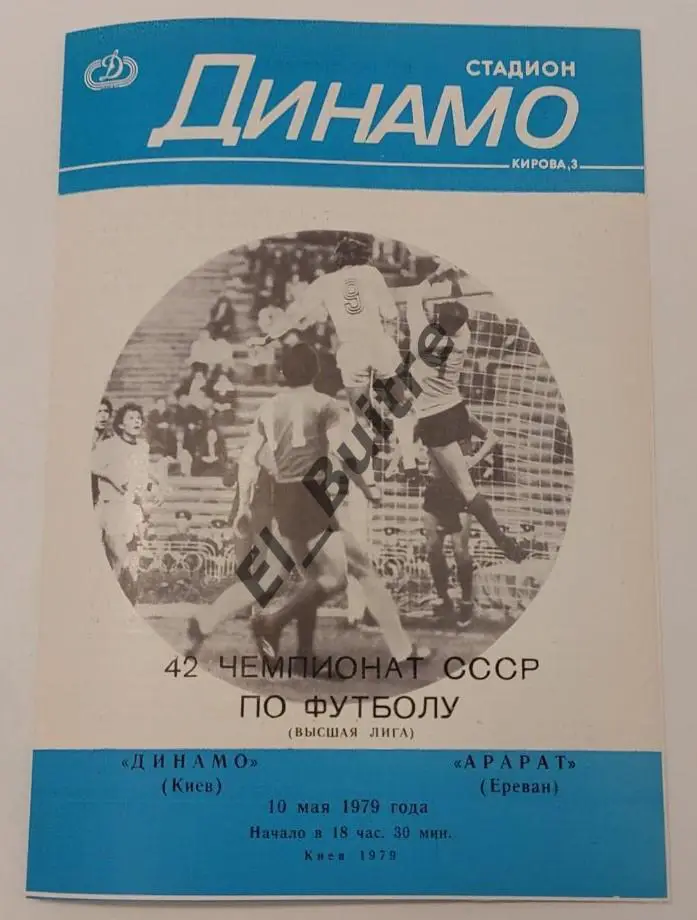 Д
СТАДИОН
ДИНАМО
КИРОВА,3
9
El_Buitre
42 ЧЕМПИОНАТ СССР
ПО ФУТБОЛУ
(ВЫСШАЯ ЛИГА)
«ДИНАМО» «АРАРАТ»
(Киев) (Ереван)
10 мая 1979 года
Начало в 18 час. 30 мин.
Киев 1979